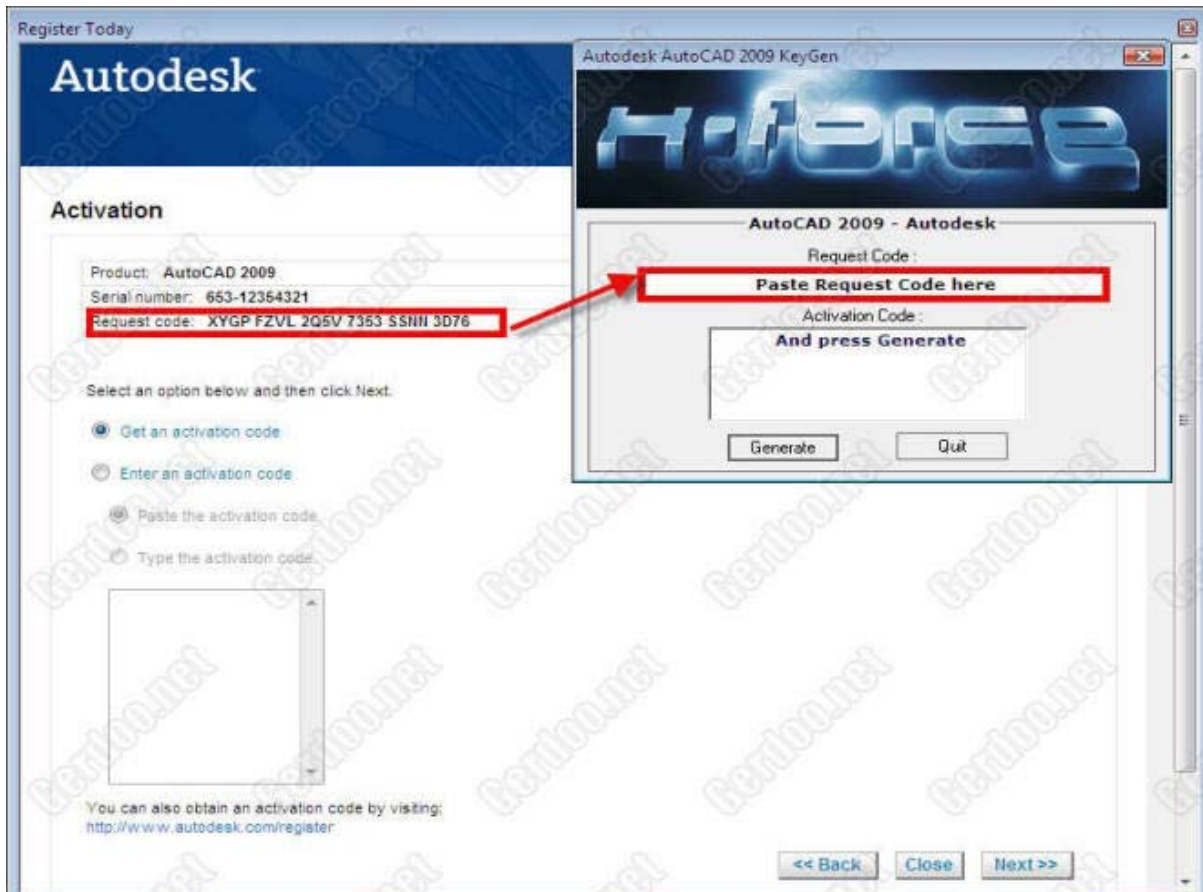 Register Today
Autodesk
Activation
Product: AutoCAD 2009
Serial number: 653-12354321
Request code: XYGP FZVL 2Q5V 7353 SSNN 3D76
Select an option below and then click Next.
Get an activation code
Enter an activation code
Paste the activation code.
Type the activation code.
You can also obtain an activation code by visiting:
http://www.autodesk.com/register
<< Back
Close
Next >>
Autodesk AutoCAD 2009 KeyGen
X-force
AutoCAD 2009 - Autodesk
Request Code :
Paste Request Code here
Activation Code :
And press Generate
Generate
Quit
Gerdoo.net